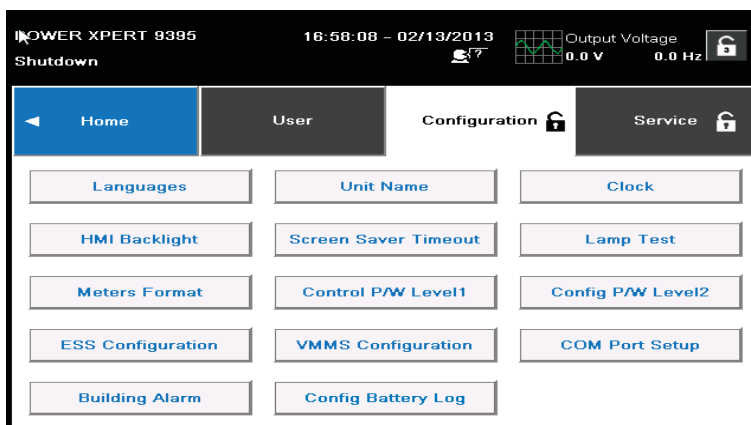 POWER XPERT 9395 16:58:08 - 02/13/2013 Output Voltage
Shutdown ? 0.0 V 0.0 Hz
Home User Configuration Service
Languages Unit Name Clock
HMI Backlight Screen Saver Timeout Lamp Test
Meters Format Control P/W Level1 Config P/W Level2
ESS Configuration VMMS Configuration COM Port Setup
Building Alarm Config Battery Log